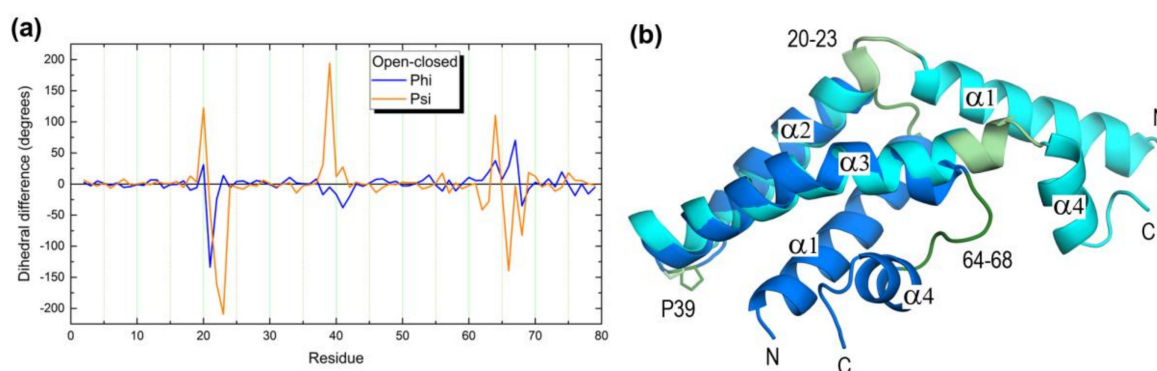 (a)
200
150
100
50
0
-50
-100
-150
-200
Dihedral difference (degrees)
Open-closed
Phi
Psi
0 10 20 30 40 50 60 70 80
Residue
(b)
20-23
α1
N
α2
α3
α4
C
α1
64-68
α4
P39
N
C